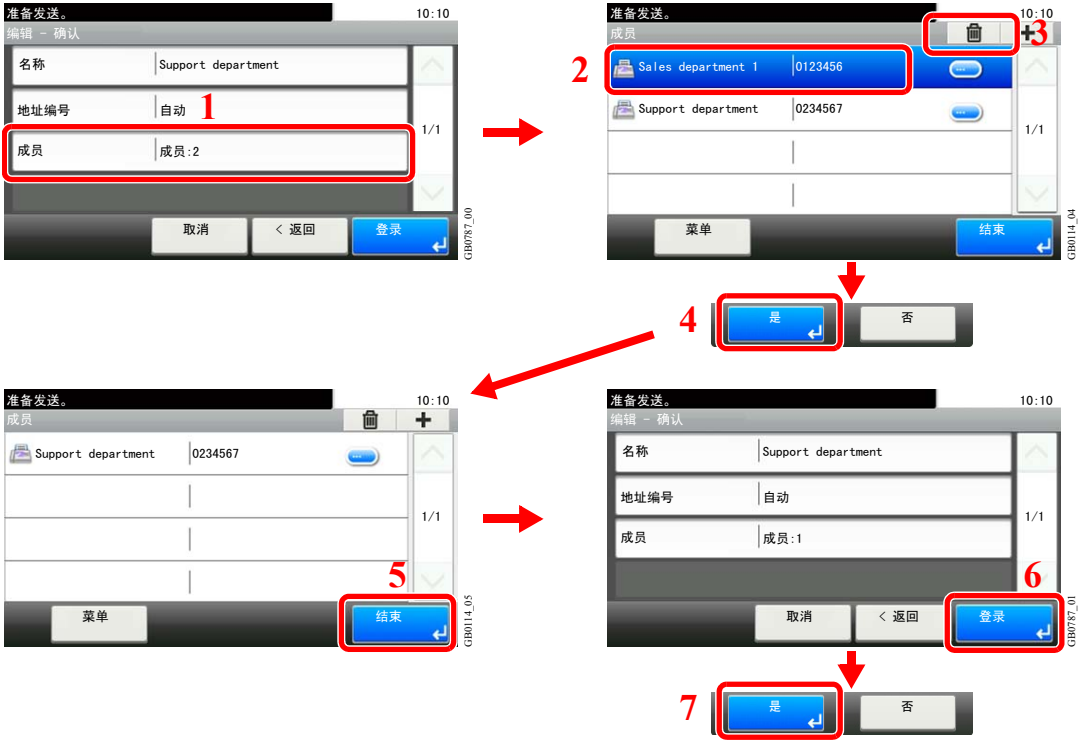 准备发送。 10:10
编辑 - 确认
名称 Support department
地址编号 自动 1
1/1
成员 成员:2
取消 < 返回 登录
GB0787_00
准备发送。 10:10
成员 3
2 Sales department 1 0123456
Support department 0234567
1/1
菜单 结束
GB0114_04
4 是 否
准备发送。 10:10
成员
Support department 0234567
1/1
5
菜单 结束
GB0114_05
准备发送。 10:10
编辑 - 确认
名称 Support department
地址编号 自动
1/1
成员 成员:1
6
取消 < 返回 登录
GB0787_01
7 是 否